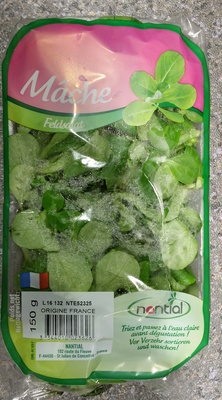 Mâche
Feldsalat
150 g
L 16 132 NTE52325
ORIGINE FRANCE
NANTIAL
nantial
Triez et passez à l'eau claire
avant dégustation !
Vor Verzehr sortieren
und waschen!